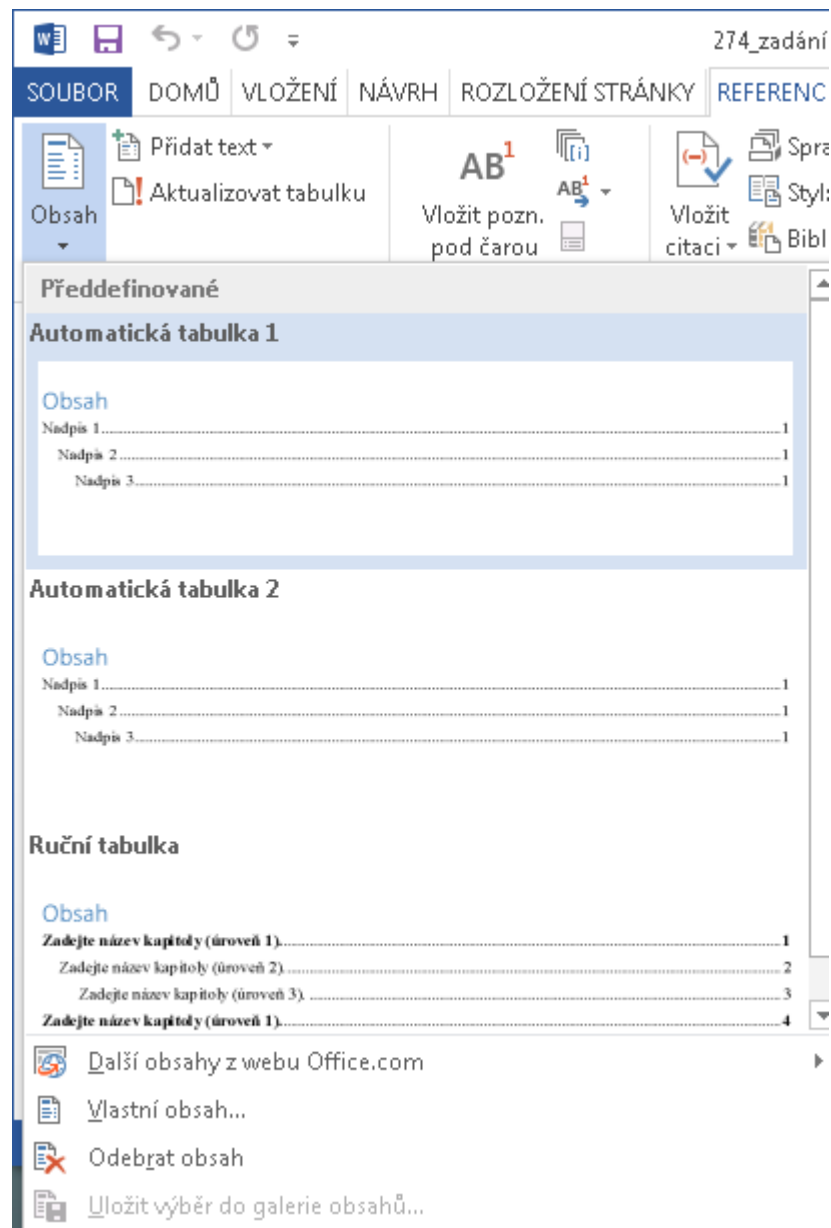 274_zadání
SOUBOR DOMŮ VLOŽENÍ NÁVRH ROZLOŽENÍ STRÁNKY REFERENC
Obsah
Přidat text
Aktualizovat tabulku
AB1
Vložit pozn.
pod čarou
[i]
AB1
Vložit
citaci
Spra
Styl:
Bibl
Předdefinované
Automatická tabulka 1
Obsah
Nadpis 1....................1
Nadpis 2....................1
Nadpis 3....................1
Automatická tabulka 2
Obsah
Nadpis 1....................1
Nadpis 2....................1
Nadpis 3....................1
Ruční tabulka
Obsah
Zadejte název kapitoly (úroveň 1)....................1
Zadejte název kapitoly (úroveň 2)....................2
Zadejte název kapitoly (úroveň 3)....................3
Zadejte název kapitoly (úroveň 1)....................4
Další obsahy z webu Office.com
Vlastní obsah...
Odebrat obsah
Uložit výběr do galerie obsahů...